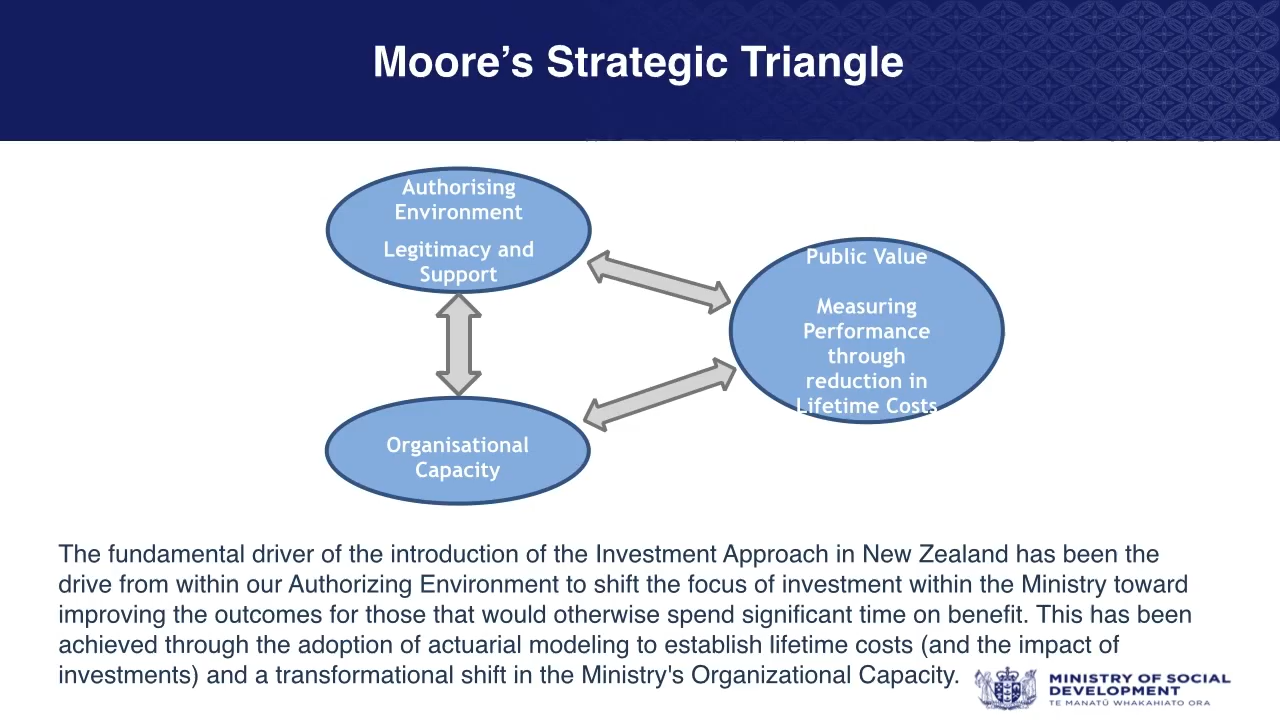 Moore’s Strategic Triangle
Authorising
Environment
Legitimacy and
Support
Public Value
Measuring
Performance
through
reduction in
Lifetime Costs
Organisational
Capacity
The fundamental driver of the introduction of the Investment Approach in New Zealand has been the
drive from within our Authorizing Environment to shift the focus of investment within the Ministry toward
improving the outcomes for those that would otherwise spend significant time on benefit. This has been
achieved through the adoption of actuarial modeling to establish lifetime costs (and the impact of
investments) and a transformational shift in the Ministry's Organizational Capacity.
MINISTRY OF SOCIAL
DEVELOPMENT
TE MANATŪ WHAKAHIATO ORA